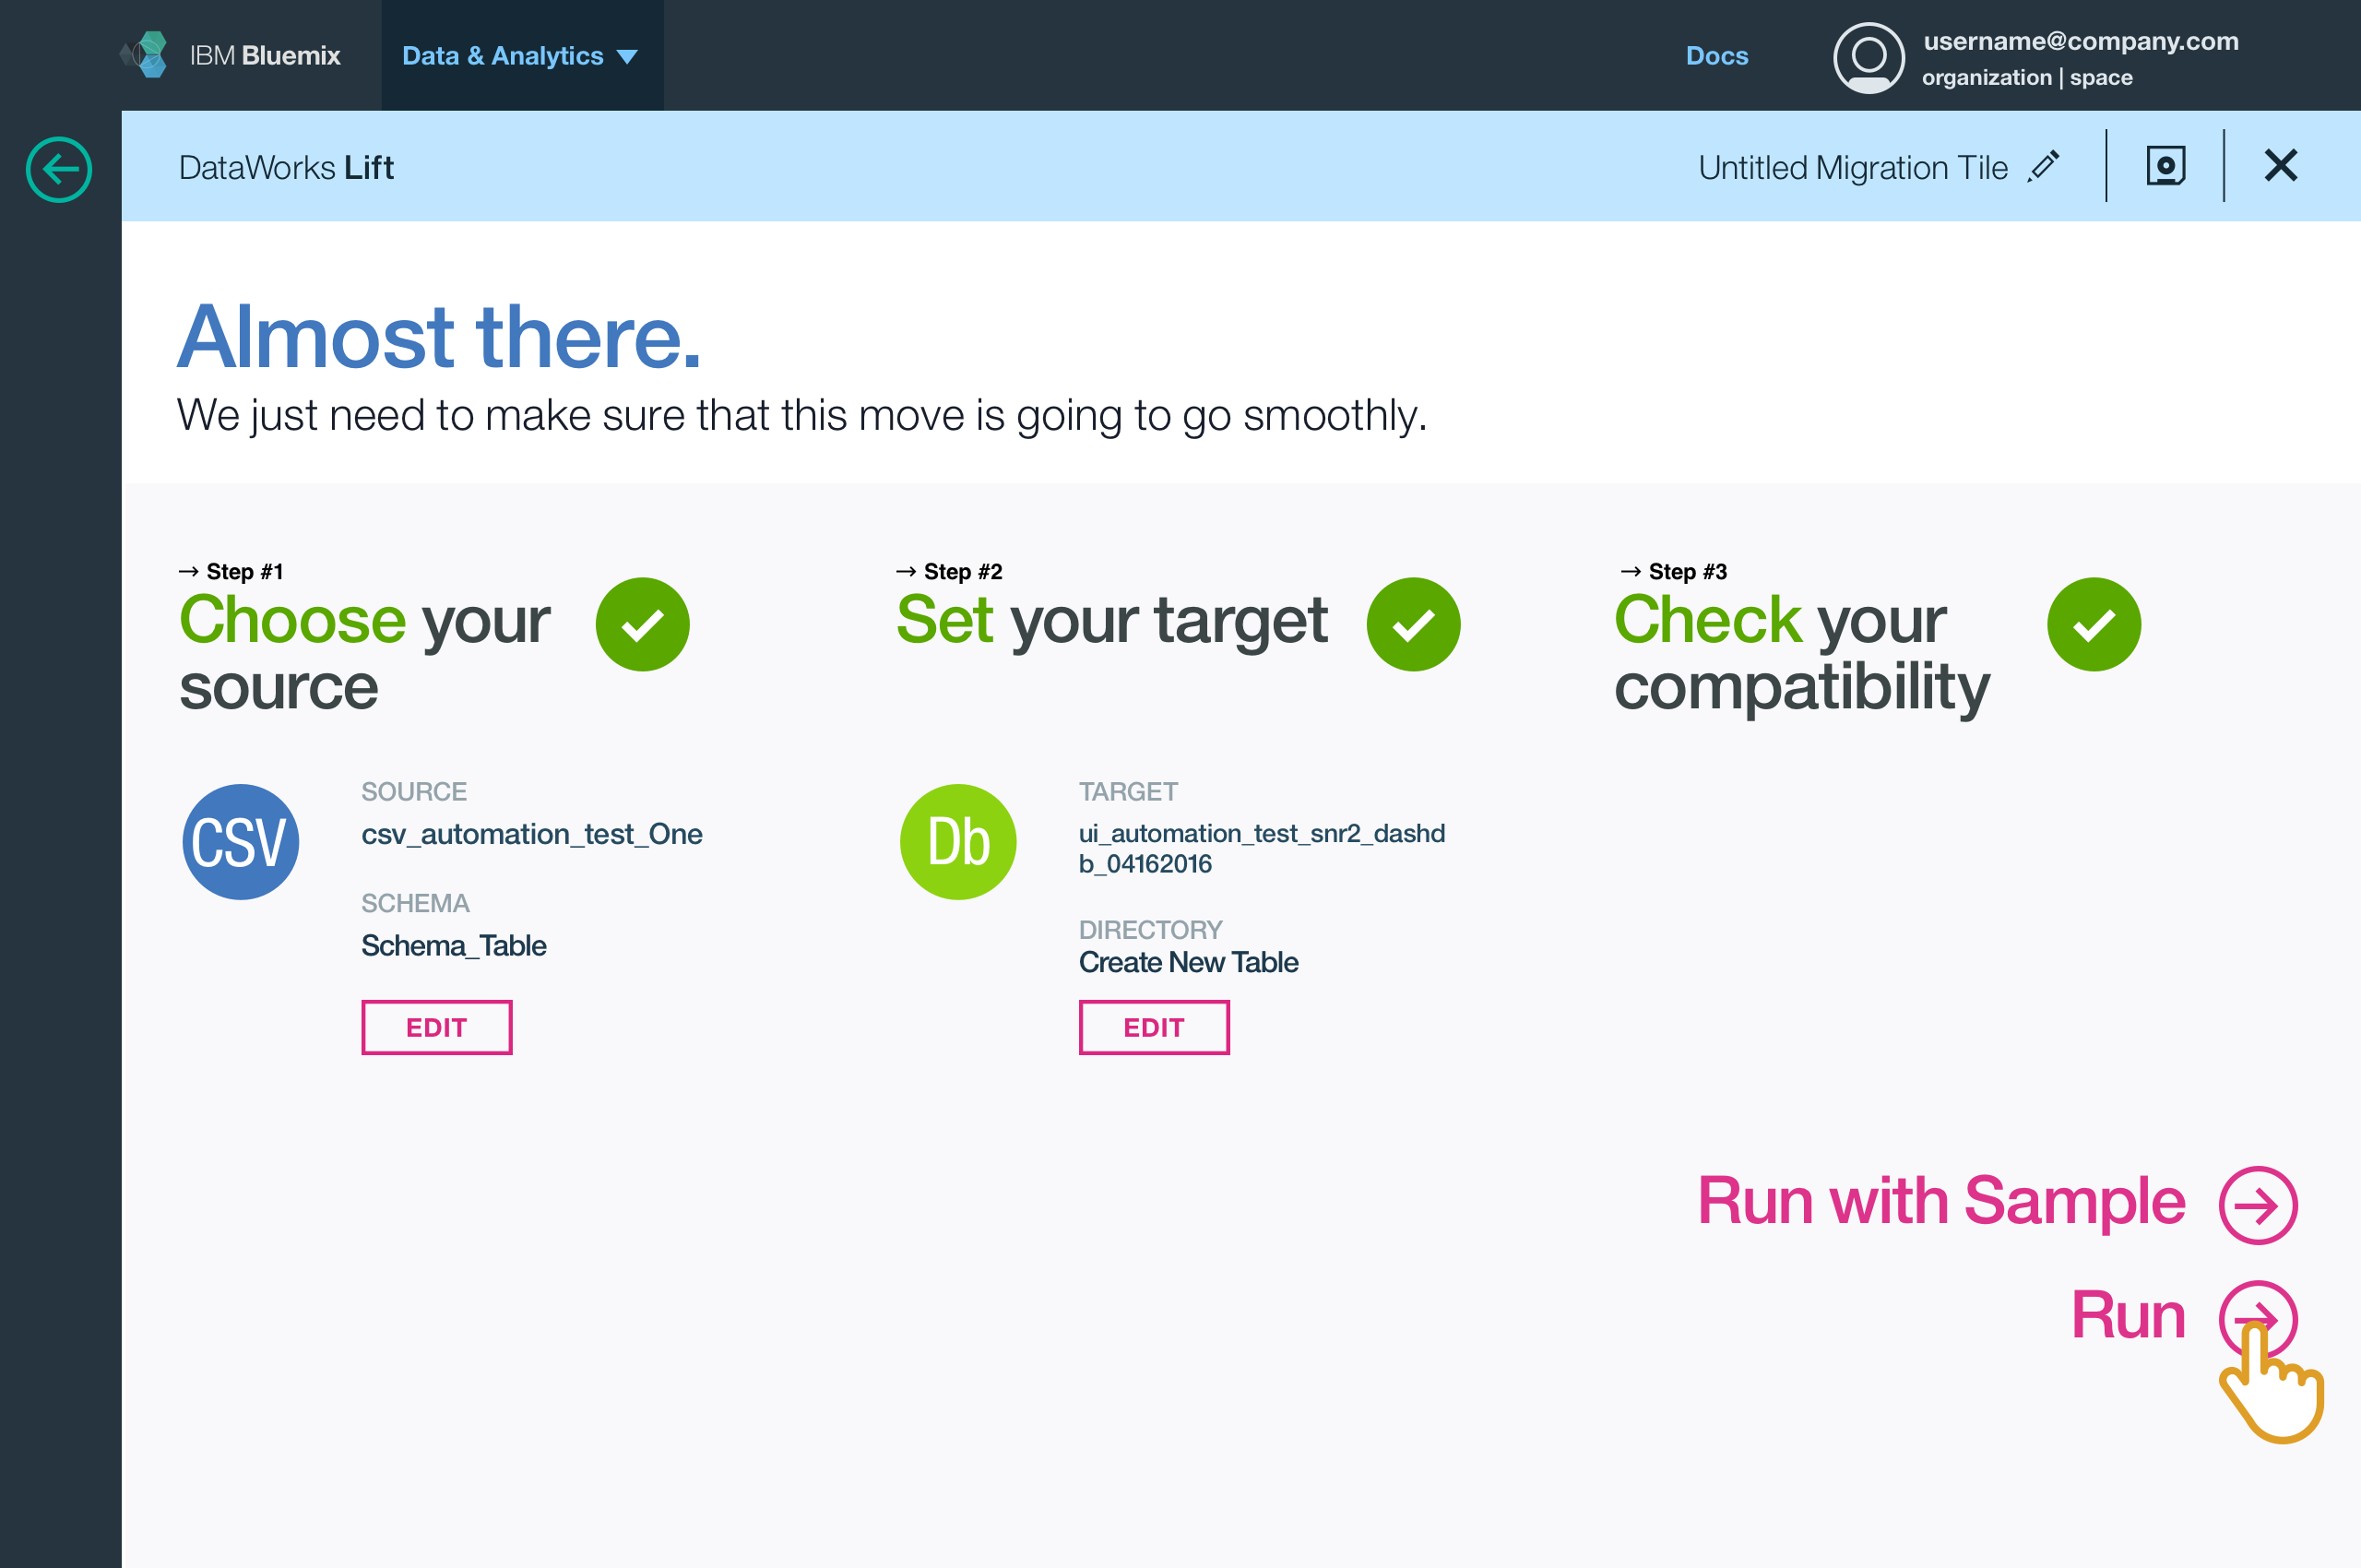 IBM Bluemix
Data & Analytics
Docs
username@company.com
organization | space
DataWorks Lift
Untitled Migration Tile
Almost there.
We just need to make sure that this move is going to go smoothly.
→ Step #1
Choose your
source
CSV
SOURCE
csv_automation_test_One
SCHEMA
Schema_Table
EDIT
→ Step #2
Set your target
Db
TARGET
ui_automation_test_snr2_dashd
b_04162016
DIRECTORY
Create New Table
EDIT
→ Step #3
Check your
compatibility
Run with Sample
Run